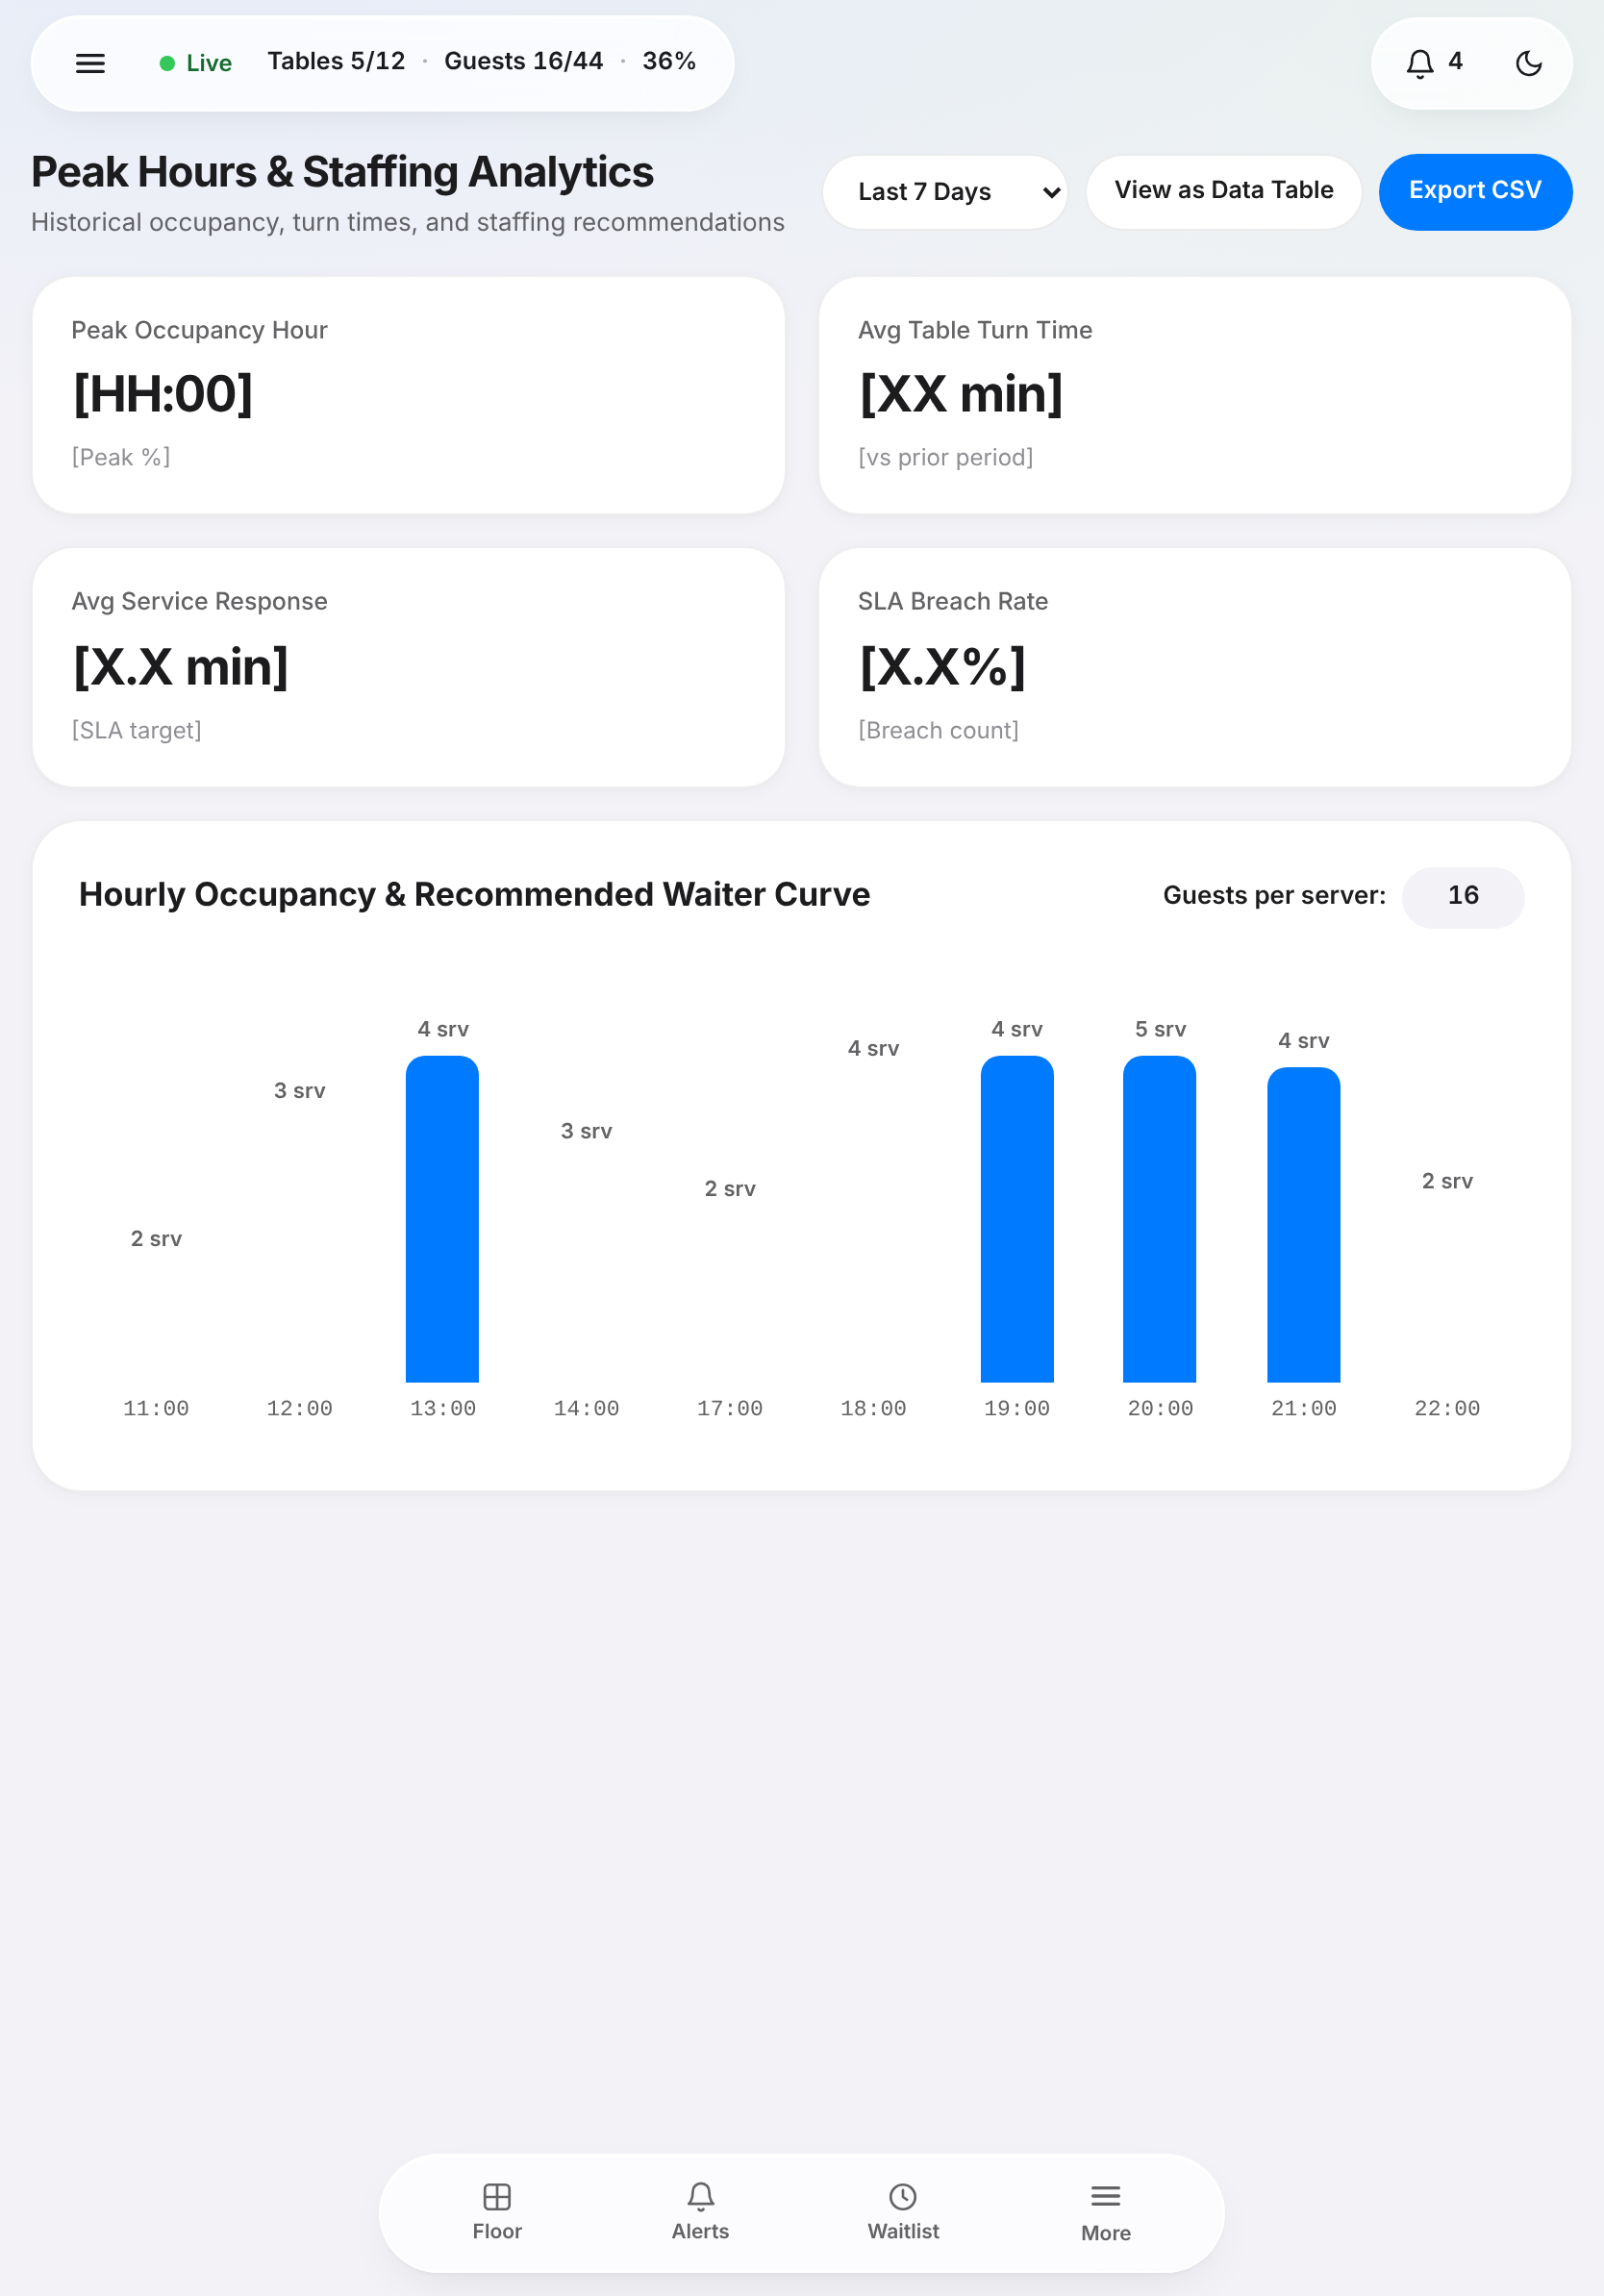 Live Tables 5/12 · Guests 16/44 · 36%
4
Peak Hours & Staffing Analytics
Historical occupancy, turn times, and staffing recommendations
Last 7 Days
View as Data Table
Export CSV
Peak Occupancy Hour
[HH:00]
[Peak %]
Avg Table Turn Time
[XX min]
[vs prior period]
Avg Service Response
[X.X min]
[SLA target]
SLA Breach Rate
[X.X%]
[Breach count]
Hourly Occupancy & Recommended Waiter Curve
Guests per server: 16
2 srv
3 srv
4 srv
3 srv
2 srv
4 srv
4 srv
5 srv
4 srv
2 srv
11:00 12:00 13:00 14:00 17:00 18:00 19:00 20:00 21:00 22:00
Floor
Alerts
Waitlist
More